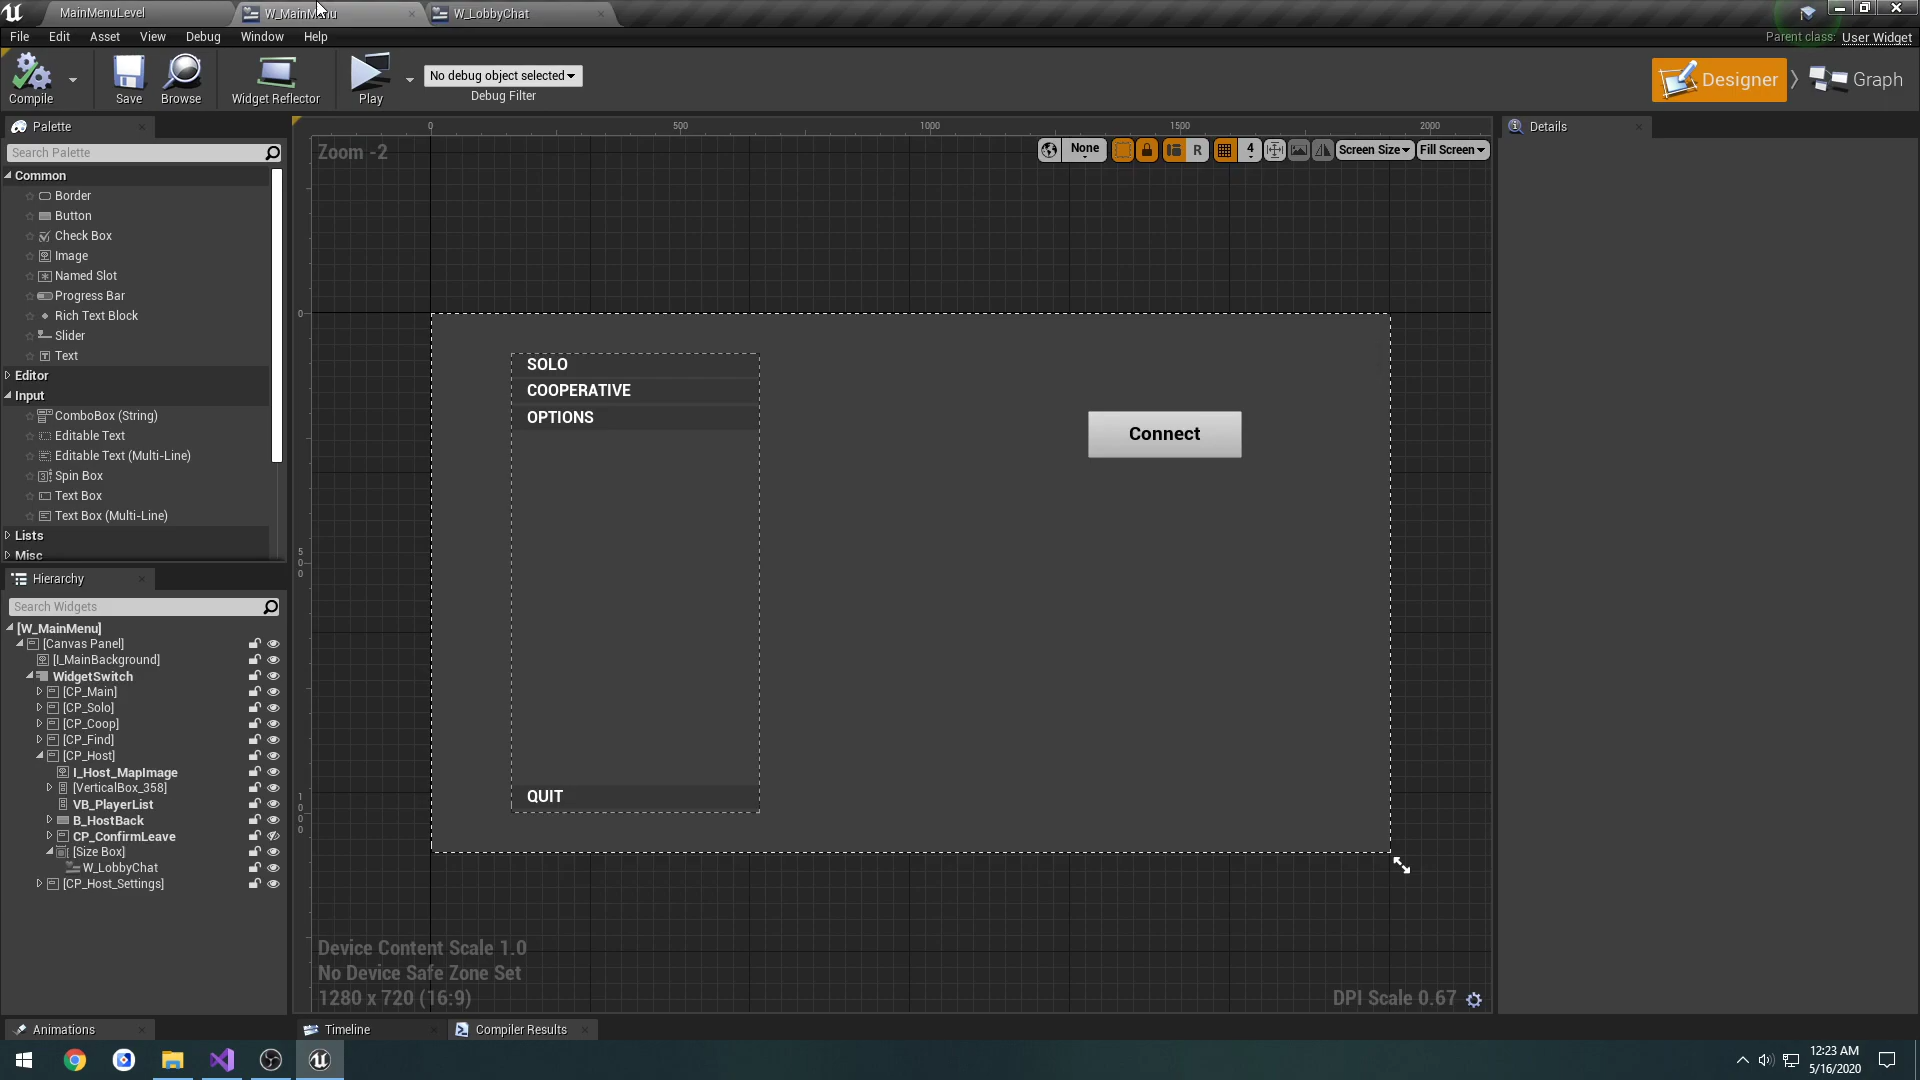 MainMenuLevel
W_MainMenu
W_LobbyChat
File Edit Asset View Debug Window Help
Parent class: User Widget
Compile
Save
Browse
Widget Reflector
Play
No debug object selected
Debug Filter
Designer
Graph
Palette
Search Palette
Common
Border
Button
Check Box
Image
Named Slot
Progress Bar
Rich Text Block
Slider
Text
Editor
Input
ComboBox (String)
Editable Text
Editable Text (Multi-Line)
Spin Box
Text Box
Text Box (Multi-Line)
Lists
Misc
Hierarchy
Search Widgets
[W_MainMenu]
[Canvas Panel]
[I_MainBackground]
WidgetSwitch
[CP_Main]
[CP_Solo]
[CP_Coop]
[CP_Find]
[CP_Host]
I_Host_MapImage
[VerticalBox_358]
VB_PlayerList
B_HostBack
CP_ConfirmLeave
[Size Box]
W_LobbyChat
[CP_Host_Settings]
Animations
0 500 1000 1500 2000
Zoom -2
None
R
4
Screen Size
Fill Screen
0
500
1000
SOLO
COOPERATIVE
OPTIONS
QUIT
Connect
Device Content Scale 1.0
No Device Safe Zone Set
1280 x 720 (16:9)
DPI Scale 0.67
Details
Timeline
Compiler Results
12:23 AM
5/16/2020